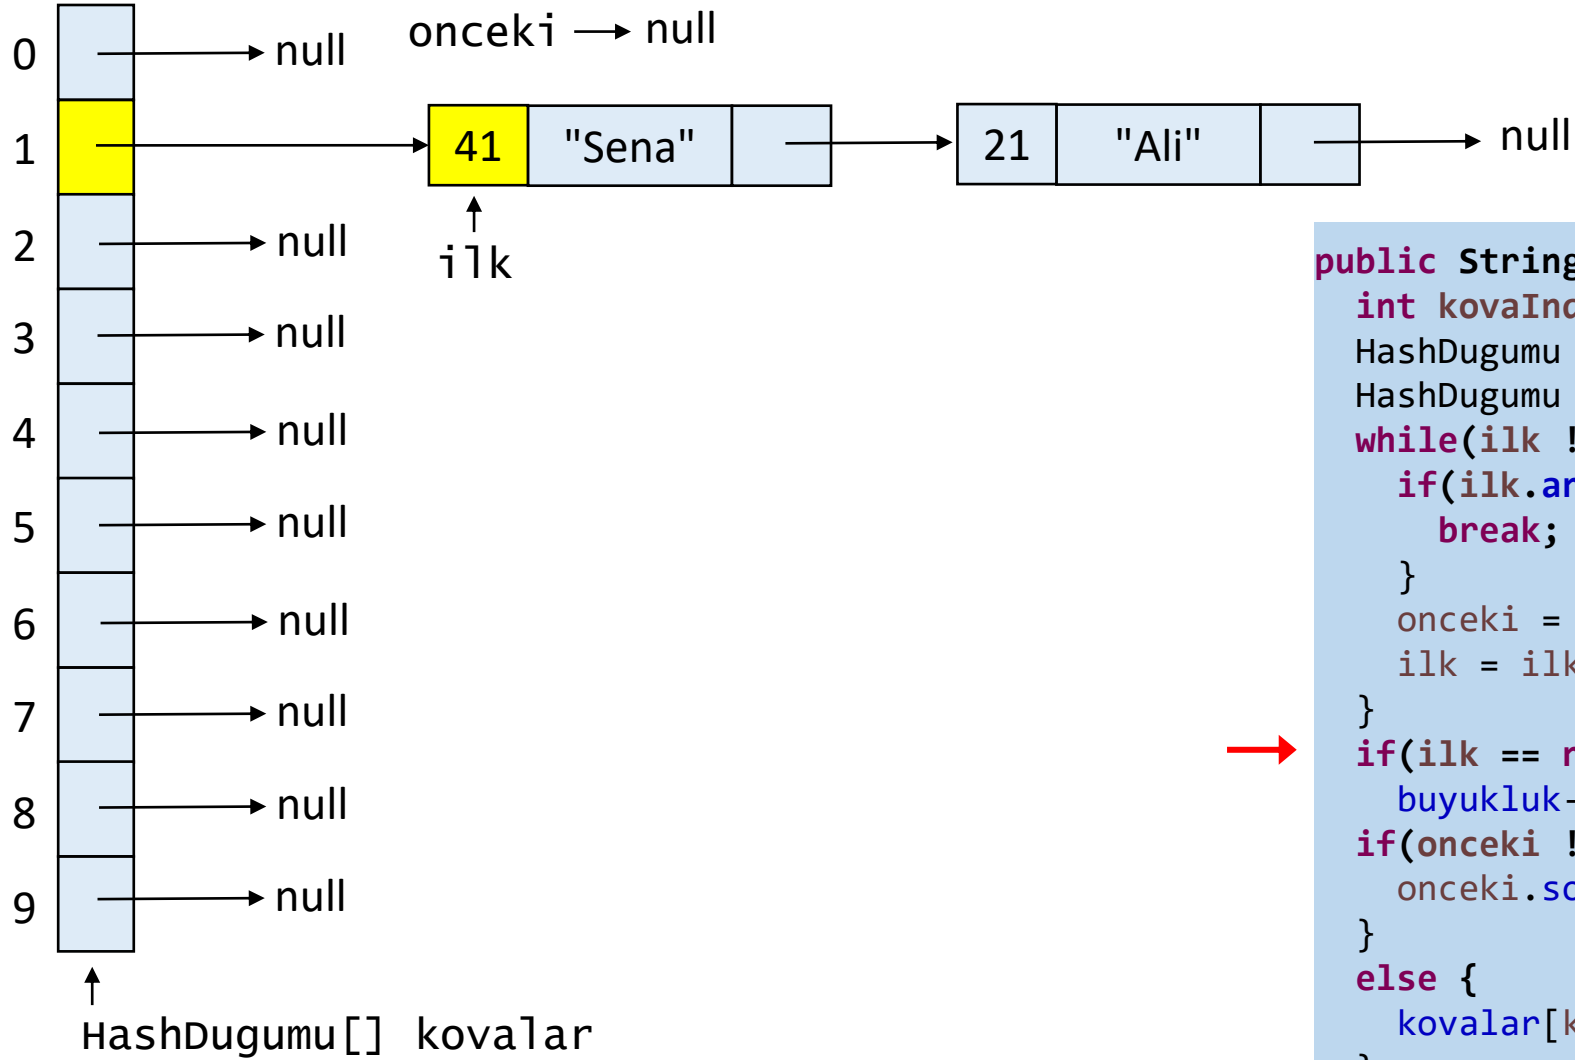 onceki → null
0 null
1 41 "Sena" 21 "Ali" null
ilk
2 null
3 null
4 null
5 null
6 null
7 null
8 null
9 null
HashDugumu[] kovalar
public String
int kovaInd
HashDugumu
HashDugumu
while(ilk !
if(ilk.an
break;
}
onceki =
ilk = ilk
}
if(ilk == n
buyukluk-
if(onceki !
onceki.so
}
else {
kovalar[k
}